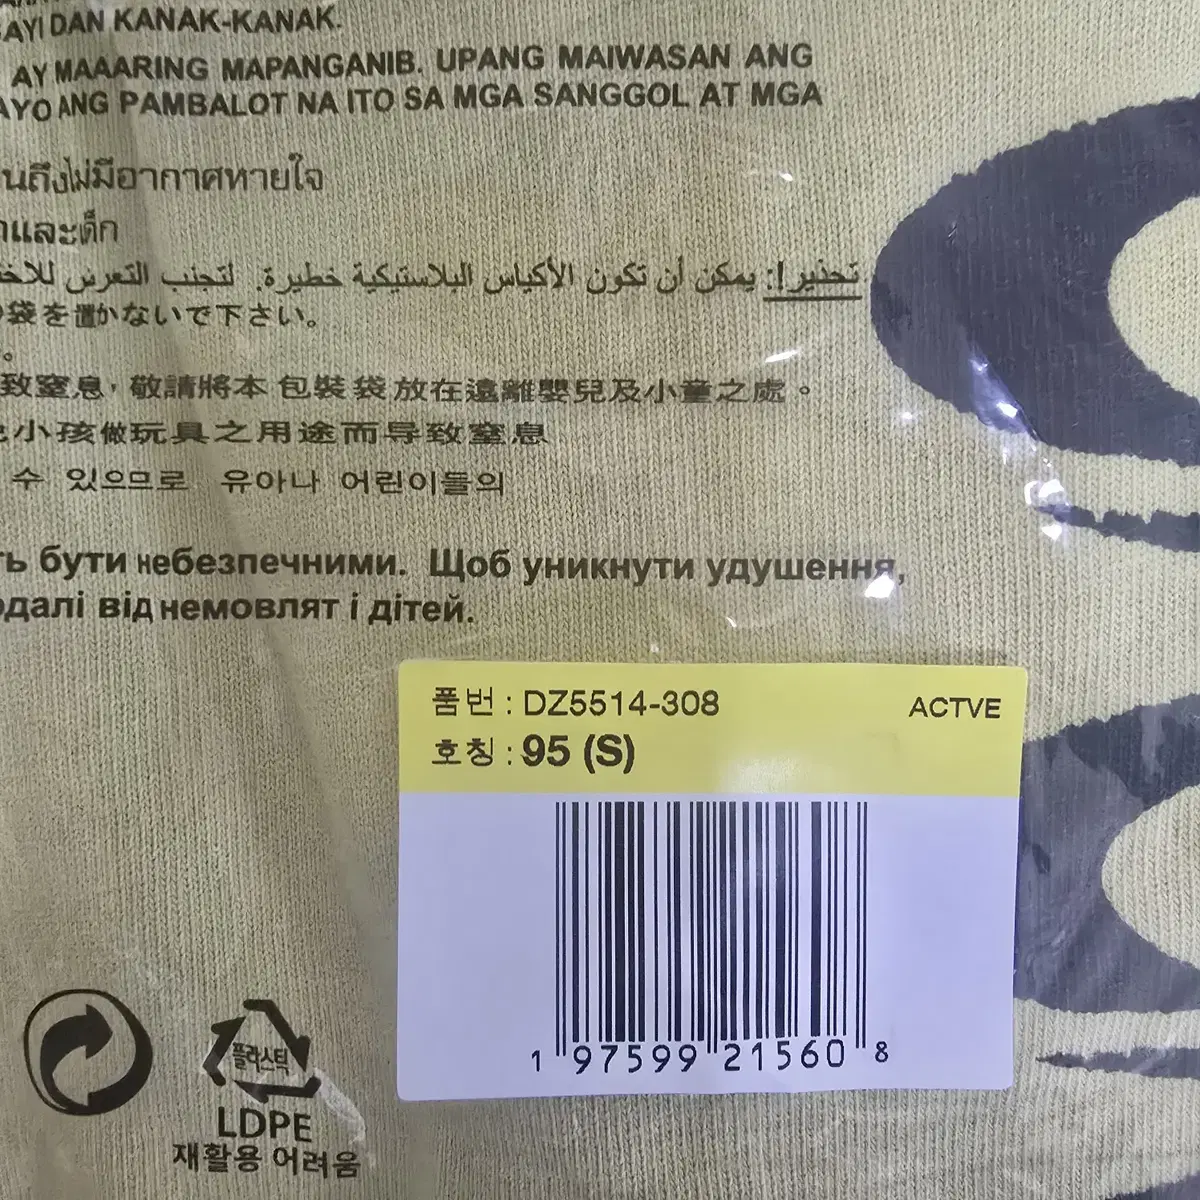 DAN KANAK-KANAK.
AY MAAARING MAPANGANIB. UPANG MAIWASAN ANG
ANG PAMBALOT NA ITO SA MGA SANGGOL AT MGA
นถึงไม่มีอากาศหายใจ
และเด็ก
تحذير!: يمكن أن تكون الأكياس البلاستيكية خطيرة. لتجنب التعرض
袋を置かないで下さい。
致窒息，敬請將本包裝袋放在遠離嬰兒及小童之處。
小孩做玩具之用途而导致窒息
수 있으므로 유아나 어린이들의
бути небезпечними. Щоб уникнути удушення,
від немовлят і дітей.
품번 : DZ5514-308 ACTVE
호칭 : 95 (S)
1 97599 21560 8
플라스틱
LDPE
재활용 어려움